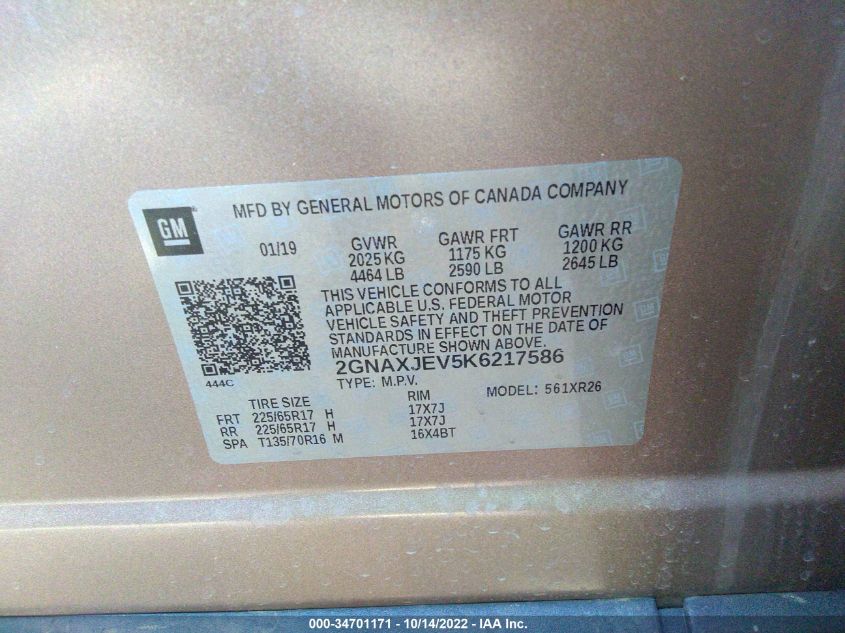 GM
MFD BY GENERAL MOTORS OF CANADA COMPANY
01/19 GVWR GAWR FRT GAWR RR
2025 KG 1175 KG 1200 KG
4464 LB 2590 LB 2645 LB
THIS VEHICLE CONFORMS TO ALL
APPLICABLE U.S. FEDERAL MOTOR
VEHICLE SAFETY AND THEFT PREVENTION
STANDARDS IN EFFECT ON THE DATE OF
MANUFACTURE SHOWN ABOVE.
2GNAXJEV5K6217586
444C TYPE: M.P.V. MODEL: 561XR26
TIRE SIZE RIM
FRT 225/65R17 H 17X7J
RR 225/65R17 H 17X7J
SPA T135/70R16 M 16X4BT
000-34701171 - 10/14/2022 - IAA Inc.